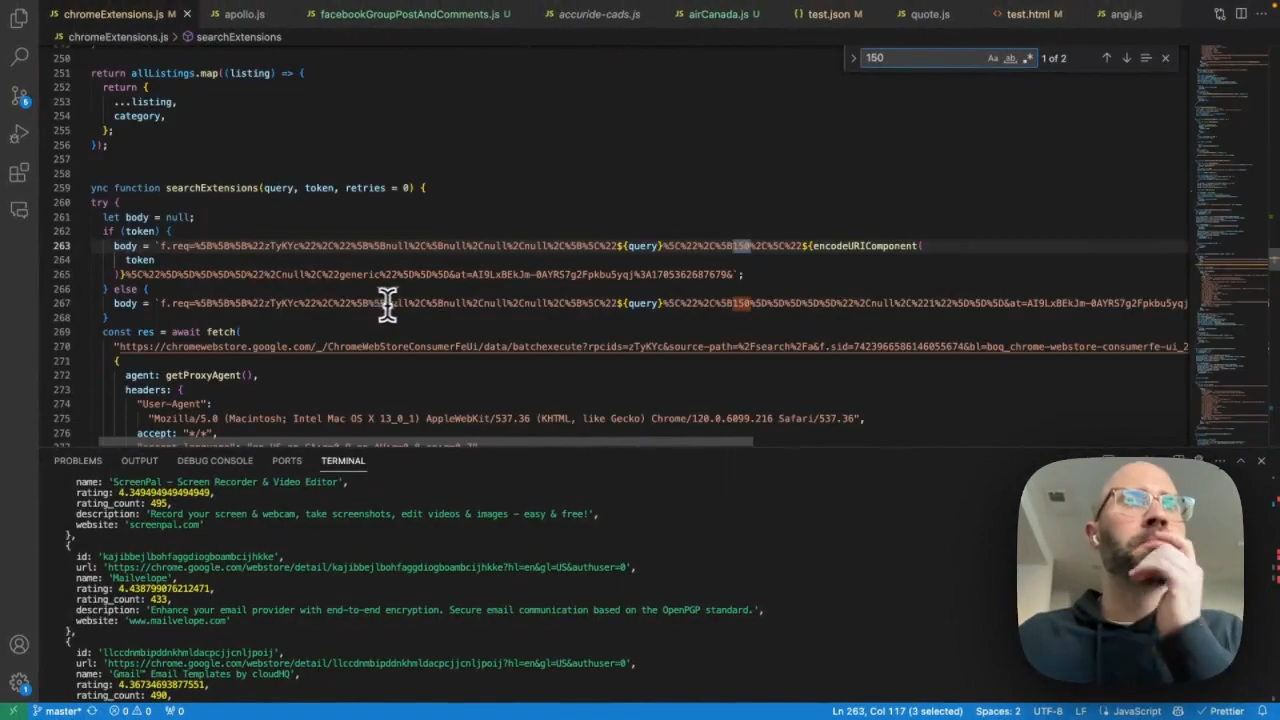 chromeExtensions.js M
apollo.js
facebookGroupPostAndComments.js U
accuride-cads.js
airCanada.js U
test.json M
quote.js
test.html M
angi.js
chromeExtensions.js > searchExtensions
150
1 of 2
250
251 return allListings.map((listing) => {
252 return {
253 ...listing,
254 category,
255 };
256 });
257
258
259 ync function searchExtensions(query, token, retries = 0) {
260 try {
261 let body = null;
262 if (token) {
263 body = `f.req=%5B%5B%5B%22zTyKYc%22%2C%22%5B%5Bnull%2C%5Bnull%2Cnull%2Cnull%2C%5B%5C%22${query}%5C%22%2C%5B150%2C%5C%22${encodeURIComponent(
264 token
265 )}%5C%22%5D%5D%5D%22%2Cnull%2C%22generic%22%5D%5D%5D&at=AI9LxBEkJm-0AYRS7g2Fpkbu5yqj%3A1705362687679&`;
266 } else {
267 body = `f.req=%5B%5B%5B%22zTyKYc%22%2C%22%5B%5Bnull%2C%5Bnull%2Cnull%2Cnull%2C%5B%5C%22${query}%5C%22%2C%5B150%5D%5D%5D%5D%5D%22%2Cnull%2C%221%22%5D%5D%5D&at=AI9LxBEkJm-0AYRS7g2Fpkbu5yqj
268 }
269 const res = await fetch(
270 "https://chromewebstore.google.com/_/ChromeWebStoreConsumerFeUi/data/batchexecute?rpcids=zTyKYc&source-path=%2Fsearch%2Fa&f.sid=7423966586146055674&bl=boq_chrome-webstore-consumerfe-ui_2
271 {
272 agent: getProxyAgent(),
273 headers: {
274 "User-Agent":
275 "Mozilla/5.0 (Macintosh; Intel Mac OS X 13_0_1) AppleWebKit/537.36 (KHTML, like Gecko) Chrome/120.0.6099.216 Safari/537.36",
276 accept: "*/*",
PROBLEMS OUTPUT DEBUG CONSOLE PORTS TERMINAL
name: 'ScreenPal - Screen Recorder & Video Editor',
rating: 4.349494949494949,
rating_count: 495,
description: 'Record your screen & webcam, take screenshots, edit videos & images - easy & free!',
website: 'screenpal.com'
},
{
id: 'kajibbejlbohfaggdiogboambcijhkke',
url: 'https://chrome.google.com/webstore/detail/kajibbejlbohfaggdiogboambcijhkke?hl=en&gl=US&authuser=0',
name: 'Mailvelope',
rating: 4.438799076212471,
rating_count: 433,
description: 'Enhance your email provider with end-to-end encryption. Secure email communication based on the OpenPGP standard.',
website: 'www.mailvelope.com'
},
{
id: 'llccdnmbipddnkhmldacpcjjcnljpoij',
url: 'https://chrome.google.com/webstore/detail/llccdnmbipddnkhmldacpcjjcnljpoij?hl=en&gl=US&authuser=0',
name: 'Gmail™ Email Templates by cloudHQ',
rating: 4.36734693877551,
rating_count: 490,
master* 0 0 0 Ln 263, Col 117 (3 selected) Spaces: 2 UTF-8 LF JavaScript Prettier